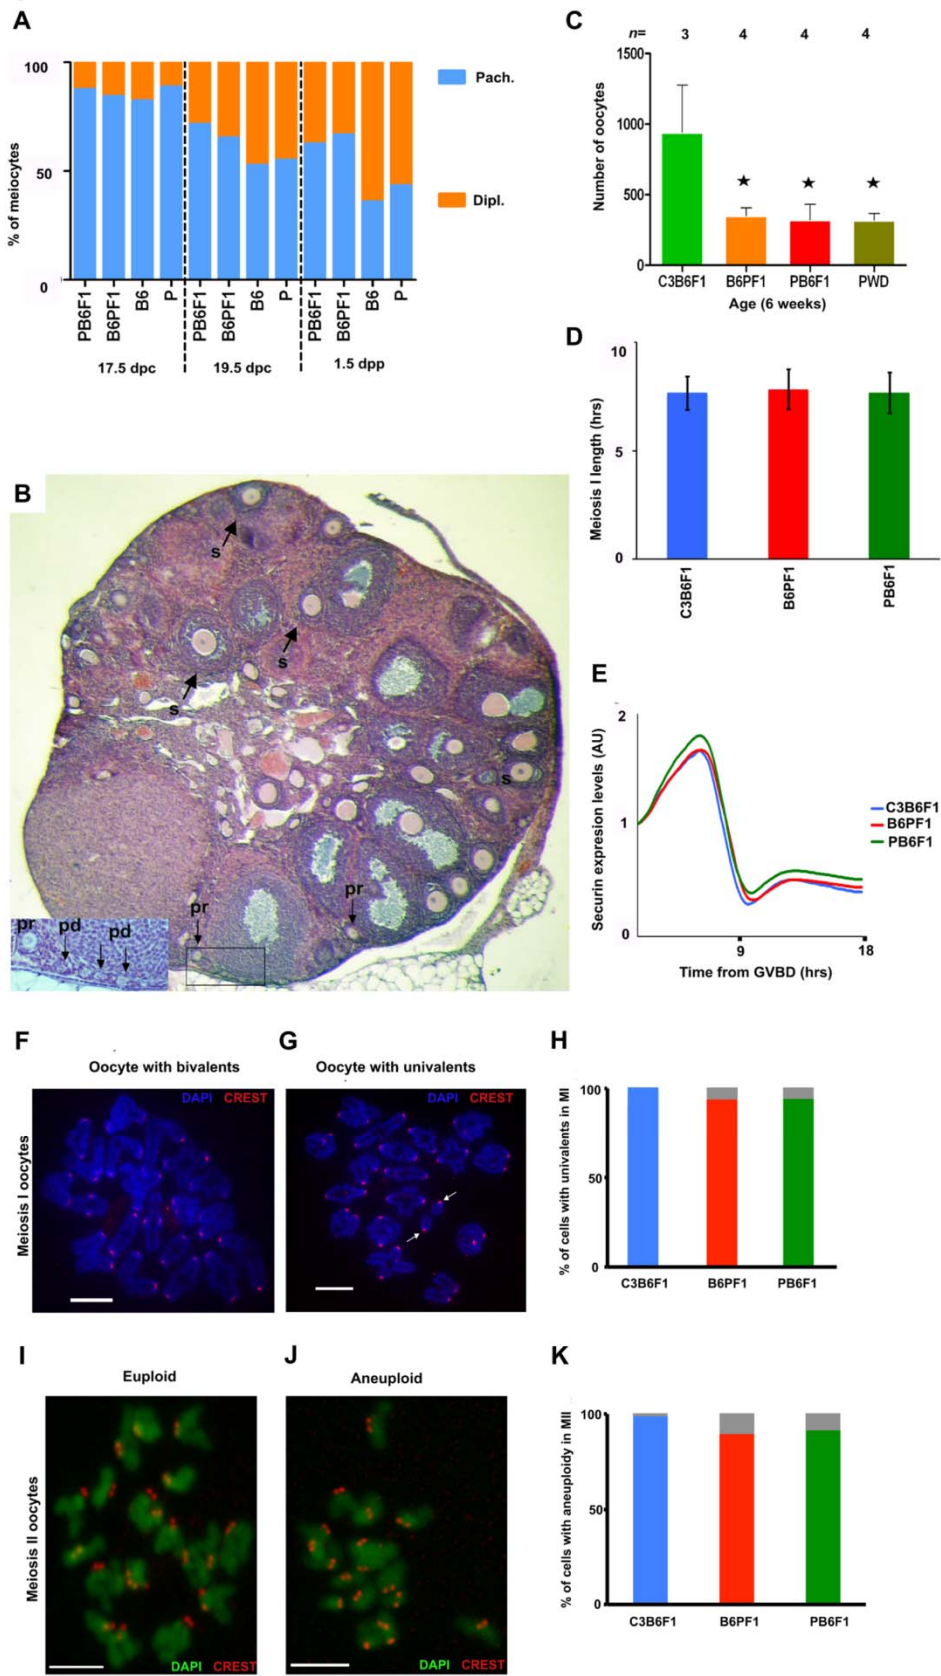 A
100
50
0
% of meiocytes
Pach.
Dipl.
PB6F1
B6PF1
B6
P
PB6F1
B6PF1
B6
P
PB6F1
B6PF1
B6
P
17.5 dpc
19.5 dpc
1.5 dpp
C
n=
3
4
4
4
1500
1000
500
0
Number of oocytes
★
★
★
C3B6F1
B6PF1
PB6F1
PWD
Age (6 weeks)
D
10
5
0
Meiosis I length (hrs)
C3B6F1
B6PF1
PB6F1
B
s
s
s
s
pr
pr
pr
pd
pd
E
2
1
0
Securin expression levels (AU)
C3B6F1
B6PF1
PB6F1
9
18
Time from GVBD (hrs)
F
Oocyte with bivalents
DAPI CREST
Meiosis I oocytes
G
Oocyte with univalents
DAPI CREST
H
100
50
0
% of cells with univalents in MI
C3B6F1
B6PF1
PB6F1
I
Euploid
Meiosis II oocytes
DAPI CREST
J
Aneuploid
DAPI CREST
K
100
50
0
% of cells with aneuploidy in MII
C3B6F1
B6PF1
PB6F1